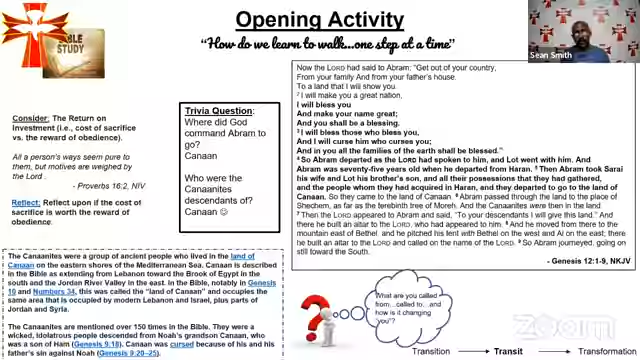 Opening Activity
"How do we learn to walk…one step at a time"
BIBLE
STUDY
Sean Smith
Consider: The Return on
Investment (i.e., cost of sacrifice
vs. the reward of obedience).
All a person's ways seem pure to
them, but motives are weighed by
the Lord .
- Proverbs 16:2, NIV
Reflect: Reflect upon if the cost
of sacrifice is worth the reward of
obedience.
Trivia Question:
Where did God
command Abram to
go?
Canaan
Who were the
Canaanites
descendants of?
Canaan ☺
Now the LORD had said to Abram: "Get out of your country,
From your family And from your father's house.
To a land that I will show you.
2 I will make you a great nation,
I will bless you
And make your name great;
And you shall be a blessing.
3 I will bless those who bless you,
And I will curse him who curses you;
And in you all the families of the earth shall be blessed."
4 So Abram departed as the LORD had spoken to him, and Lot went with him. And
Abram was seventy-five years old when he departed from Haran. 5 Then Abram took Sarai
his wife and Lot his brother's son, and all their possessions that they had gathered,
and the people whom they had acquired in Haran, and they departed to go to the land of
Canaan. So they came to the land of Canaan. 6 Abram passed through the land to the place of
Shechem, as far as the terebinth tree of Moreh. And the Canaanites were then in the land
7 Then the LORD appeared to Abram and said, "To your descendants I will give this land." And
there he built an altar to the LORD, who had appeared to him. 8 And he moved from there to the
mountain east of Bethel, and he pitched his tent with Bethel on the west and Ai on the east; there
he built an altar to the LORD and called on the name of the LORD. 9 So Abram journeyed, going on
still toward the South.
- Genesis 12:1-9, NKJV
The Canaanites were a group of ancient people who lived in the land of
Canaan on the eastern shores of the Mediterranean Sea. Canaan is described
in the Bible as extending from Lebanon toward the Brook of Egypt in the
south and the Jordan River Valley in the east. In the Bible, notably in Genesis
10 and Numbers 34, this was called the "land of Canaan" and occupies the
same area that is occupied by modern Lebanon and Israel, plus parts of
Jordan and Syria.
The Canaanites are mentioned over 150 times in the Bible. They were a
wicked, idolatrous people descended from Noah's grandson Canaan, who
was a son of Ham (Genesis 9:18). Canaan was cursed because of his and his
father's sin against Noah (Genesis 9:20–25).
What are you called
from…called to…and
how is it changing
"you"?
zoom
Transition
Transit
Transformation